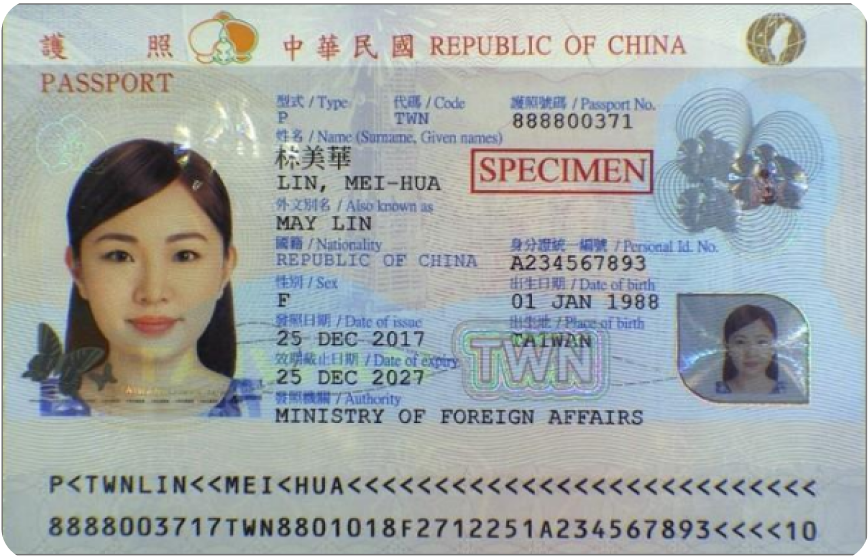 護 照 中華民國 REPUBLIC OF CHINA
PASSPORT
型式 / Type 代碼 / Code 護照號碼 / Passport No.
P TWN 888800371
姓名 / Name (Surname, Given names)
林美華
SPECIMEN
LIN, MEI-HUA
外文別名 / Also known as
MAY LIN
國籍 / Nationality 身分證統一編號 / Personal Id. No.
REPUBLIC OF CHINA A234567893
性別 / Sex 出生日期 / Date of birth
F 01 JAN 1988
發照日期 / Date of issue 出生地 / Place of birth
25 DEC 2017 TAIWAN
效期截止日期 / Date of expiry
TWN
25 DEC 2027
發照機關 / Authority
MINISTRY OF FOREIGN AFFAIRS
P<TWNLIN<<MEI<HUA<<<<<<<<<<<<<<<<<<<<<<<<<<<
8888003717TWN8801018F2712251A234567893<<<<10